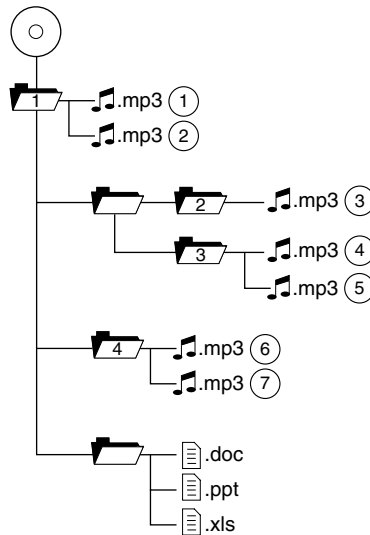 1 .mp3 1
.mp3 2
2 .mp3 3
3 .mp3 4
.mp3 5
4 .mp3 6
.mp3 7
.doc
.ppt
.xls